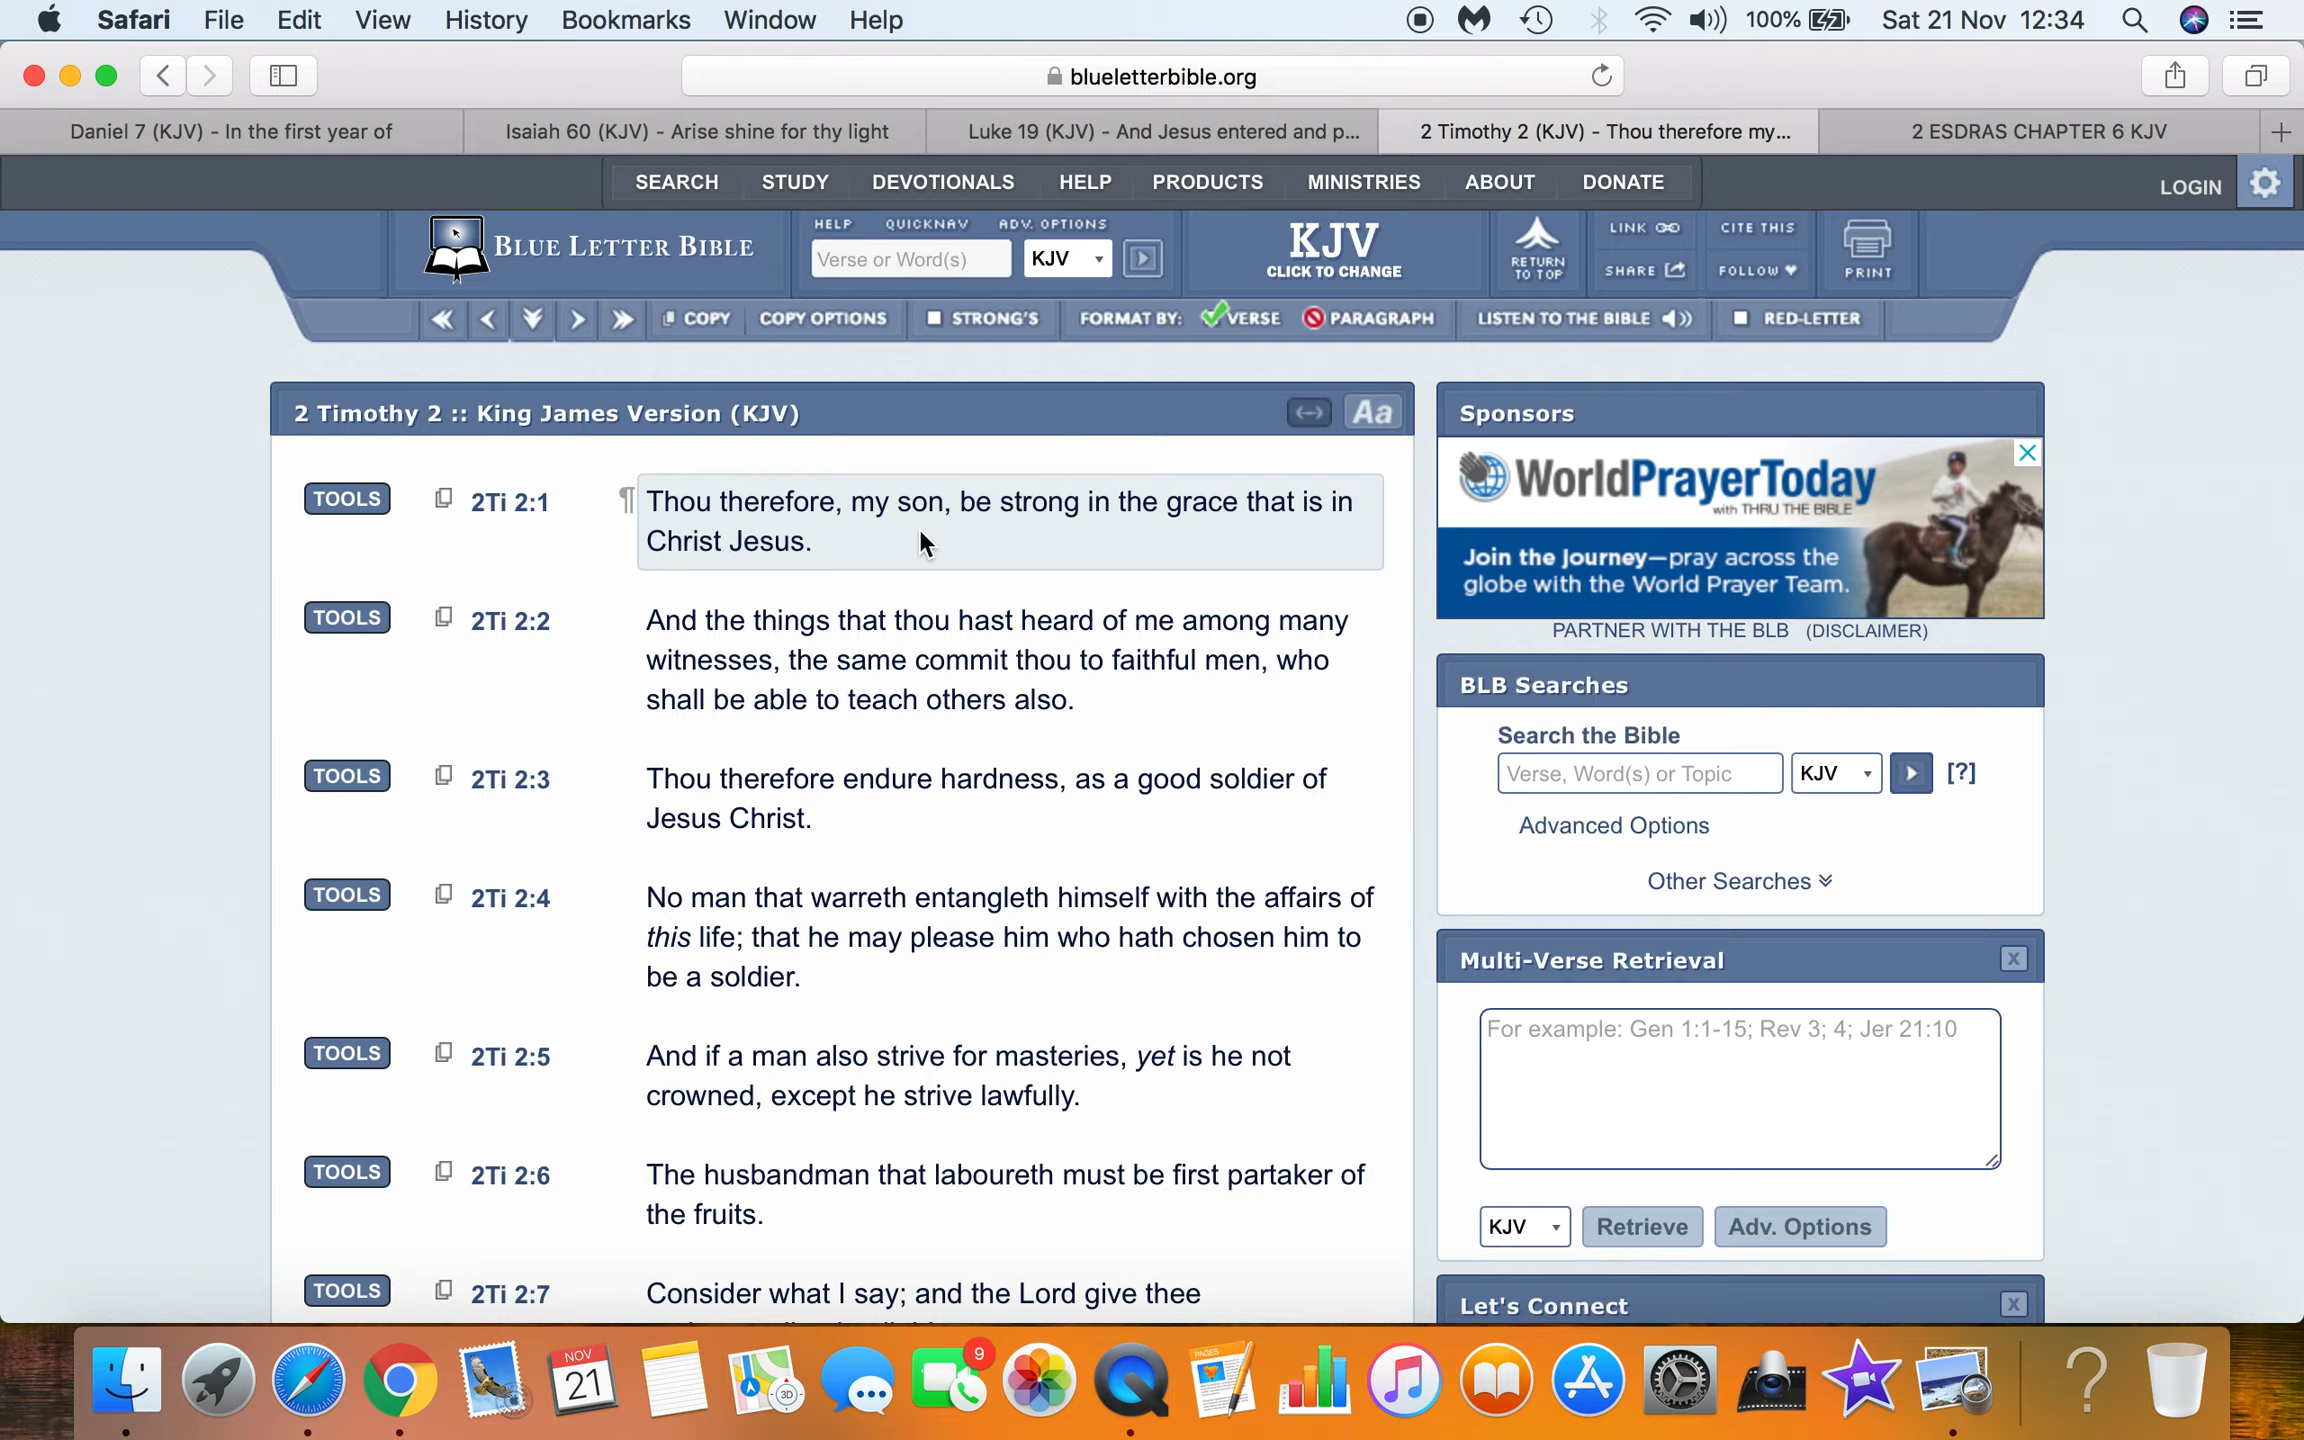 Safari File Edit View History Bookmarks Window Help 100% Sat 21 Nov 12:34
blueletterbible.org
Daniel 7 (KJV) - In the first year of Isaiah 60 (KJV) - Arise shine for thy light Luke 19 (KJV) - And Jesus entered and p... 2 Timothy 2 (KJV) - Thou therefore my... 2 ESDRAS CHAPTER 6 KJV
SEARCH STUDY DEVOTIONALS HELP PRODUCTS MINISTRIES ABOUT DONATE LOGIN
HELP QUICKNAV ADV. OPTIONS
BLUE LETTER BIBLE
Verse or Word(s) KJV
KJV
CLICK TO CHANGE
RETURN
TO TOP
LINK CITE THIS
SHARE FOLLOW
PRINT
COPY COPY OPTIONS STRONG'S FORMAT BY: VERSE PARAGRAPH LISTEN TO THE BIBLE RED-LETTER
2 Timothy 2 :: King James Version (KJV) Aa
TOOLS 2Ti 2:1 ¶ Thou therefore, my son, be strong in the grace that is in
Christ Jesus.
TOOLS 2Ti 2:2 And the things that thou hast heard of me among many
witnesses, the same commit thou to faithful men, who
shall be able to teach others also.
TOOLS 2Ti 2:3 Thou therefore endure hardness, as a good soldier of
Jesus Christ.
TOOLS 2Ti 2:4 No man that warreth entangleth himself with the affairs of
this life; that he may please him who hath chosen him to
be a soldier.
TOOLS 2Ti 2:5 And if a man also strive for masteries, yet is he not
crowned, except he strive lawfully.
TOOLS 2Ti 2:6 The husbandman that laboureth must be first partaker of
the fruits.
TOOLS 2Ti 2:7 Consider what I say; and the Lord give thee
Sponsors
WorldPrayerToday
with THRU THE BIBLE
Join the Journey—pray across the
globe with the World Prayer Team.
PARTNER WITH THE BLB (DISCLAIMER)
BLB Searches
Search the Bible
Verse, Word(s) or Topic KJV [?]
Advanced Options
Other Searches
Multi-Verse Retrieval X
For example: Gen 1:1-15; Rev 3; 4; Jer 21:10
KJV Retrieve Adv. Options
Let's Connect X
NOV
21
3D
9
PAGES